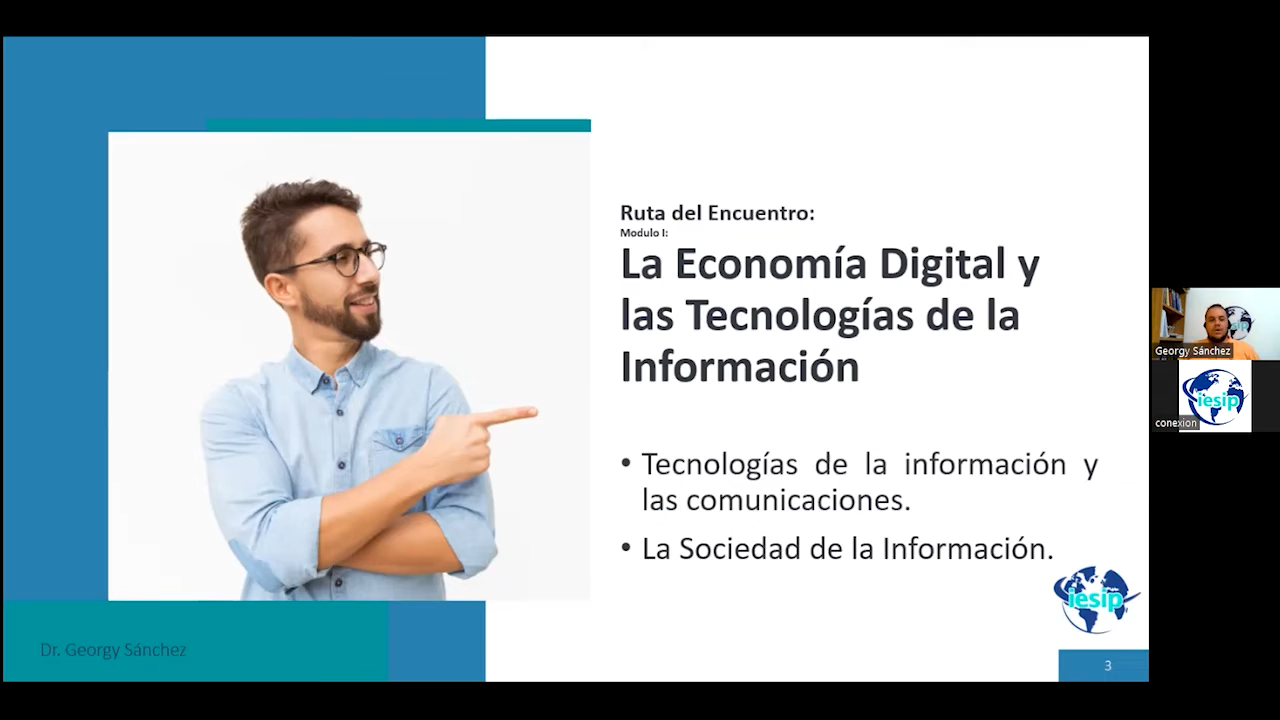 Ruta del Encuentro:
Modulo I:
La Economía Digital y
las Tecnologías de la
Información
• Tecnologías de la información y
las comunicaciones.
• La Sociedad de la Información.
iesip
Dr. Georgy Sánchez
3
Georgy Sánchez
iesip
conexion